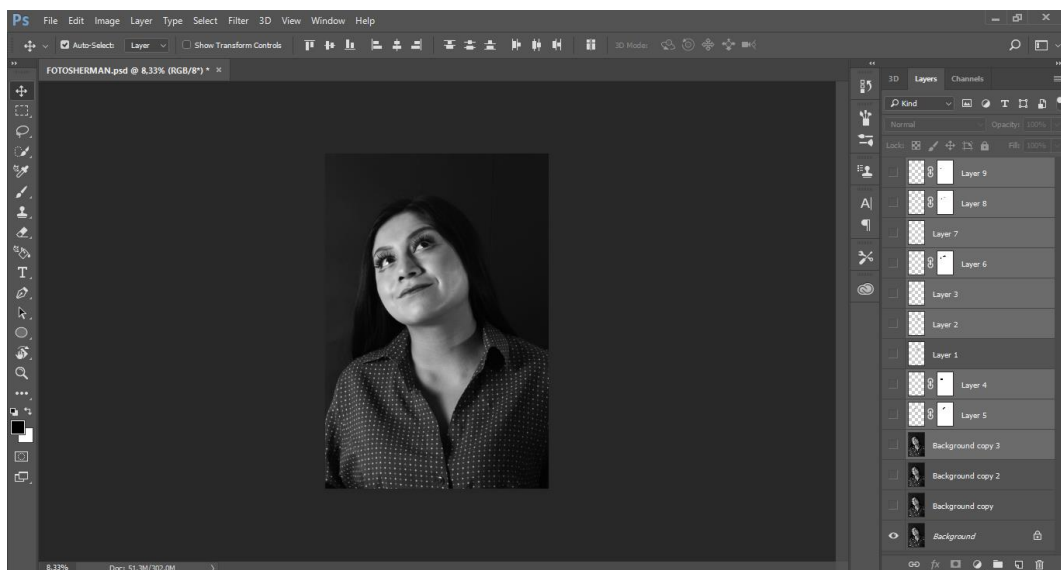 Ps File Edit Image Layer Type Select Filter 3D View Window Help
Auto-Select: Layer Show Transform Controls 3D Mode:
FOTOSHERMAN.psd @ 8,33% (RGB/8*) * ×
3D Layers Channels
Kind
Normal Opacity: 100%
Lock: Fill: 100%
Layer 9
Layer 8
Layer 7
Layer 6
Layer 3
Layer 2
Layer 1
Layer 4
Layer 5
Background copy 3
Background copy 2
Background copy
Background
8,33% Doc: 51,3M/302,0M